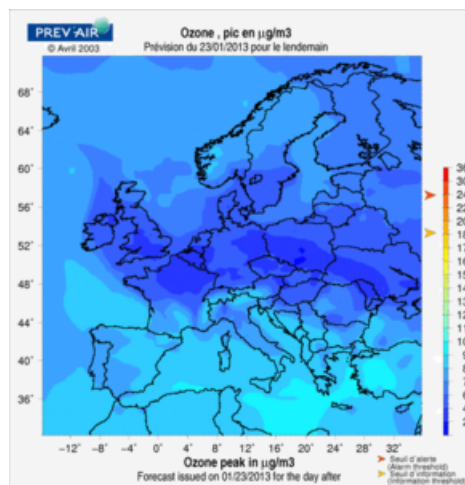 PREV'AIR
© Avril 2003
Ozone , pic en µg/m3
Prévision du 23/01/2013 pour le lendemain
68°
64°
60°
56°
52°
48°
44°
40°
36°
−12° −8° −4° 0° 4° 8° 12° 16° 20° 24° 28° 32°
Ozone peak in µg/m3
Forecast issued on 01/23/2013 for the day after
Seuil d'alerte
(Alarm threshold)
Seuil d'information
(Information threshold)